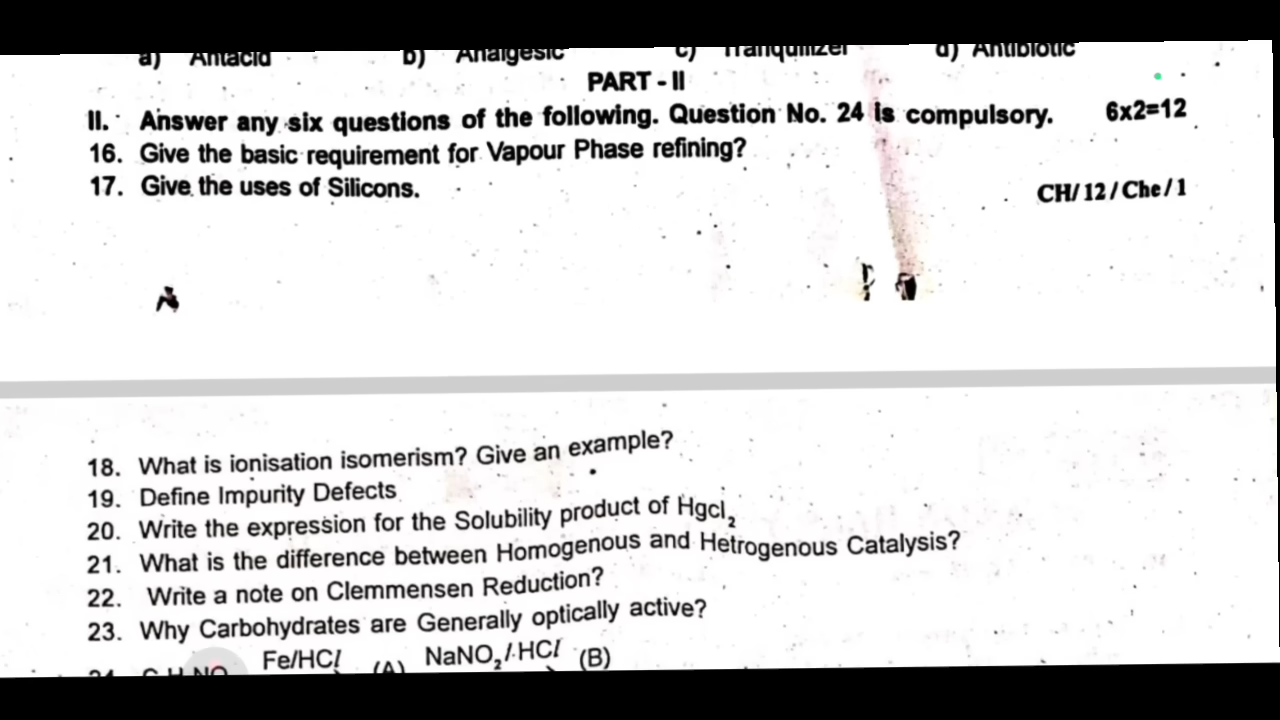 a) Antacid b) Analgesic c) Tranquilizer d) Antibiotic
PART - II
II. Answer any six questions of the following. Question No. 24 is compulsory. 6x2=12
16. Give the basic requirement for Vapour Phase refining?
17. Give the uses of Silicons.
CH/ 12 / Che / 1
18. What is ionisation isomerism? Give an example?
19. Define Impurity Defects
20. Write the expression for the Solubility product of Hgcl₂
21. What is the difference between Homogenous and Hetrogenous Catalysis?
22. Write a note on Clemmensen Reduction?
23. Why Carbohydrates are Generally optically active?
Fe/HCl (A) NaNO₂/HCl (B)